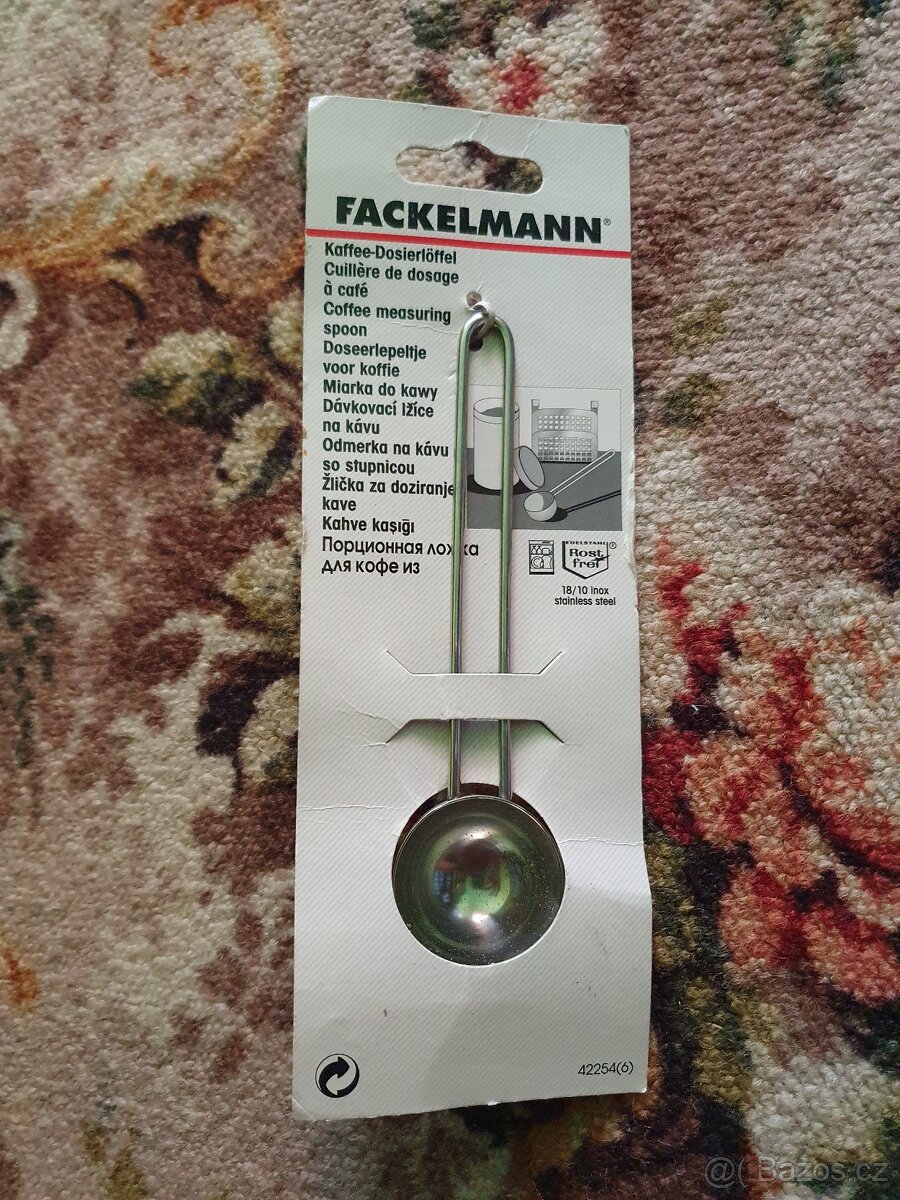 FACKELMANN®
Kaffee-Dosierlöffel
Cuillère de dosage
à café
Coffee measuring
spoon
Doseerlepeltje
voor koffie
Miarka do kawy
Dávkovací lžíce
na kávu
Odmerka na kávu
so stupnicou
Žlička za doziranje
kave
Kahve kaşığı
Порционная ложка
для кофе из
EDELSTAHL®
Rost
frei
18/10 inox
stainless steel
42254(6)
@( Bazos.cz